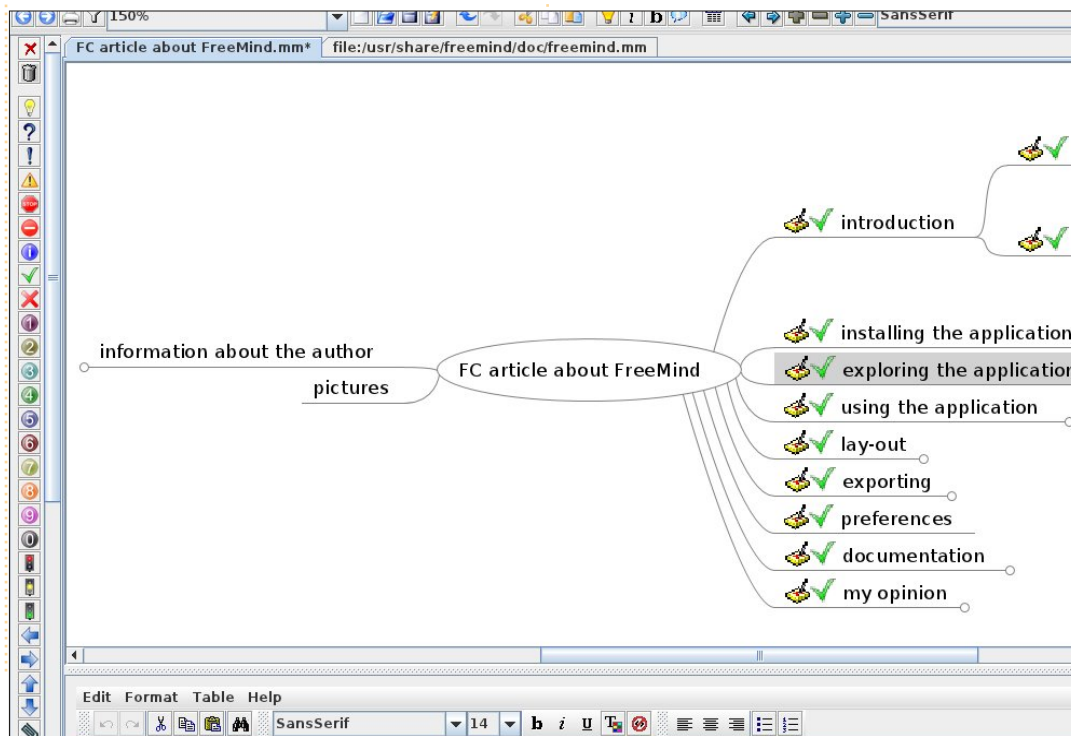 150%
SansSerif
FC article about FreeMind.mm*
file:/usr/share/freemind/doc/freemind.mm
introduction
information about the author
pictures
FC article about FreeMind
installing the application
exploring the application
using the application
lay-out
exporting
preferences
documentation
my opinion
Edit Format Table Help
SansSerif 14 b i U